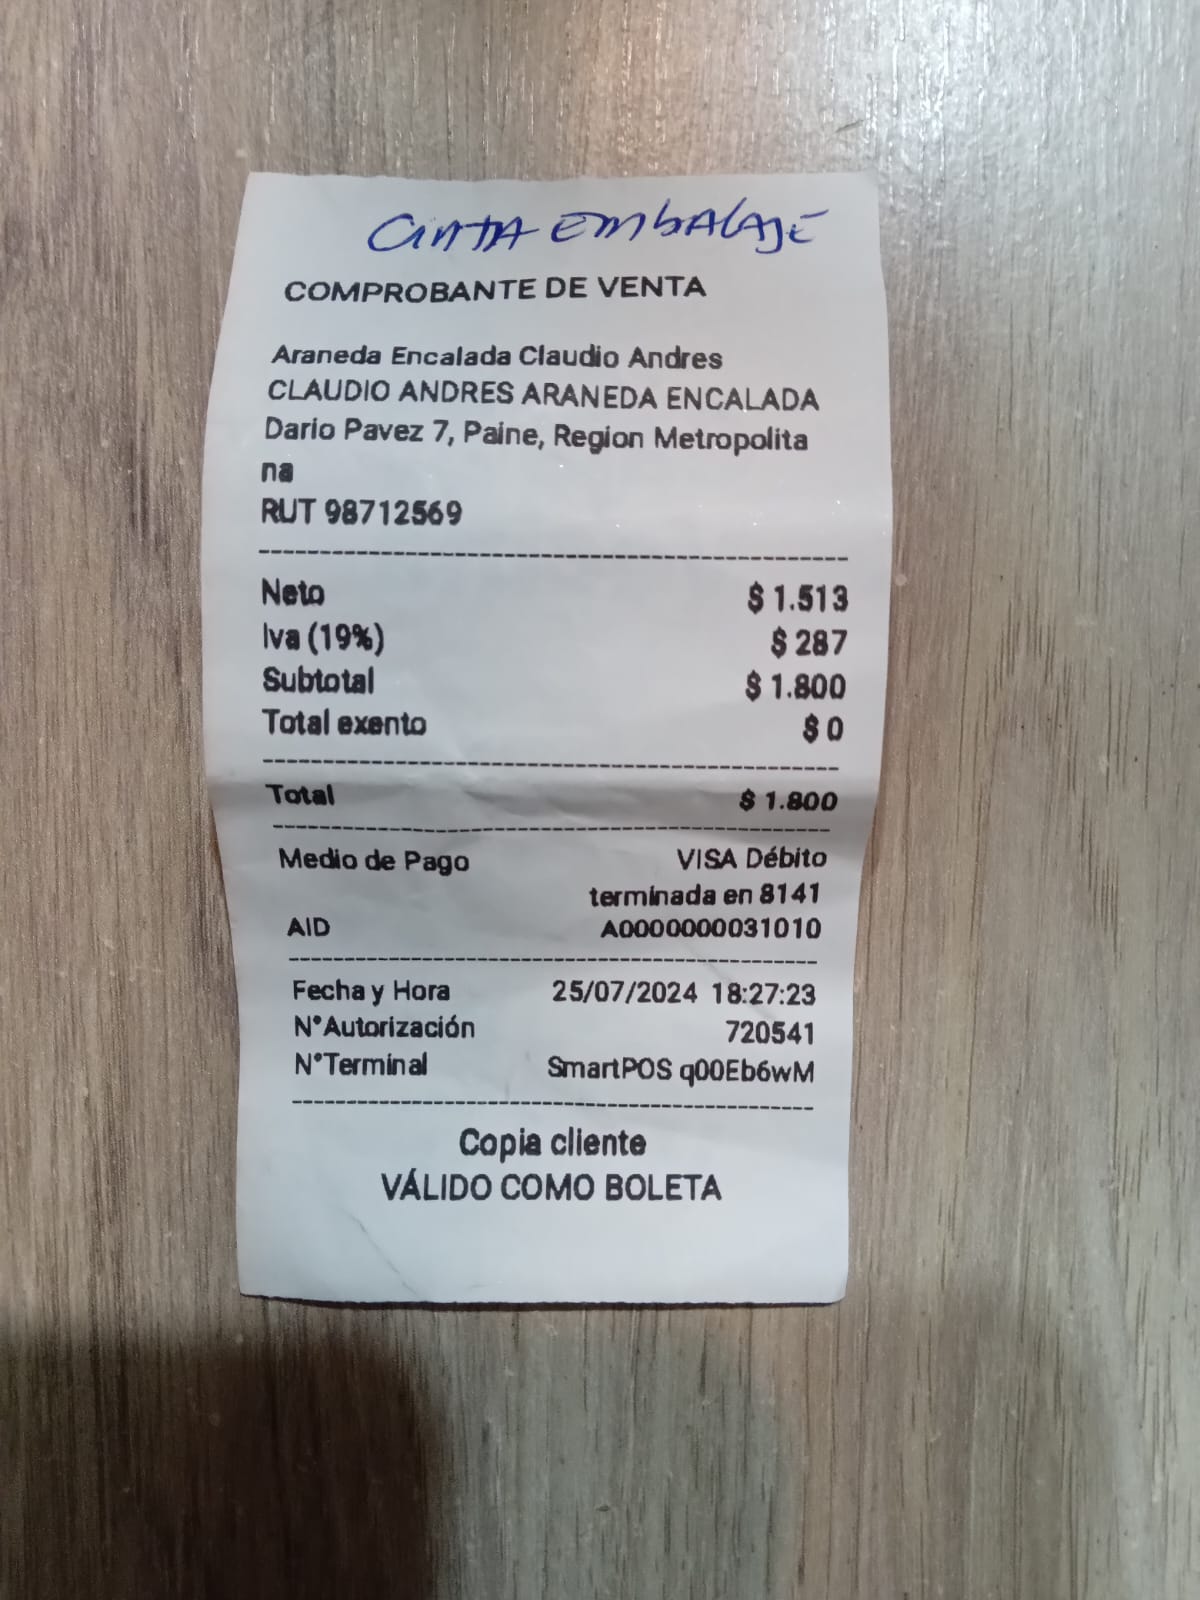 CINTA EMBALAJE
COMPROBANTE DE VENTA
Araneda Encalada Claudio Andres
CLAUDIO ANDRES ARANEDA ENCALADA
Dario Pavez 7, Paine, Region Metropolita
na
RUT 98712569
Neto $ 1.513
Iva (19%) $ 287
Subtotal $ 1.800
Total exento $ 0
Total $ 1.800
Medio de Pago VISA Débito
terminada en 8141
AID A0000000031010
Fecha y Hora 25/07/2024 18:27:23
N°Autorización 720541
N°Terminal SmartPOS q00Eb6wM
Copia cliente
VÁLIDO COMO BOLETA